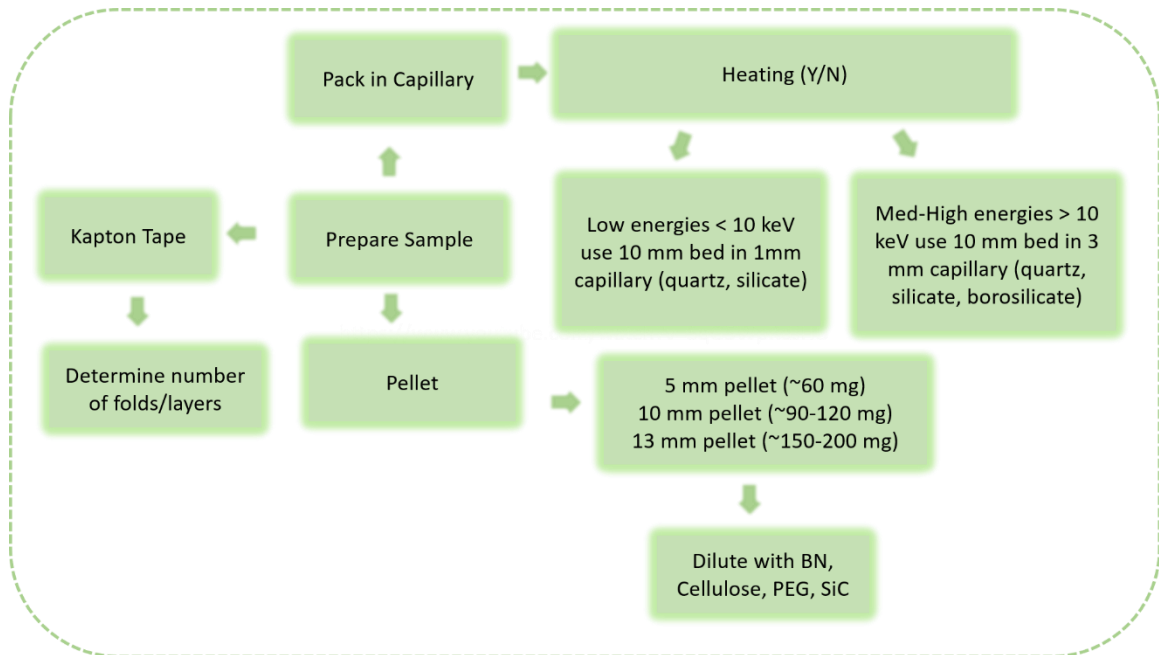 Pack in Capillary
Heating (Y/N)
Kapton Tape
Prepare Sample
Low energies < 10 keV
use 10 mm bed in 1mm
capillary (quartz, silicate)
Med-High energies > 10
keV use 10 mm bed in 3
mm capillary (quartz,
silicate, borosilicate)
Determine number
of folds/layers
Pellet
5 mm pellet (~60 mg)
10 mm pellet (~90-120 mg)
13 mm pellet (~150-200 mg)
Dilute with BN,
Cellulose, PEG, SiC